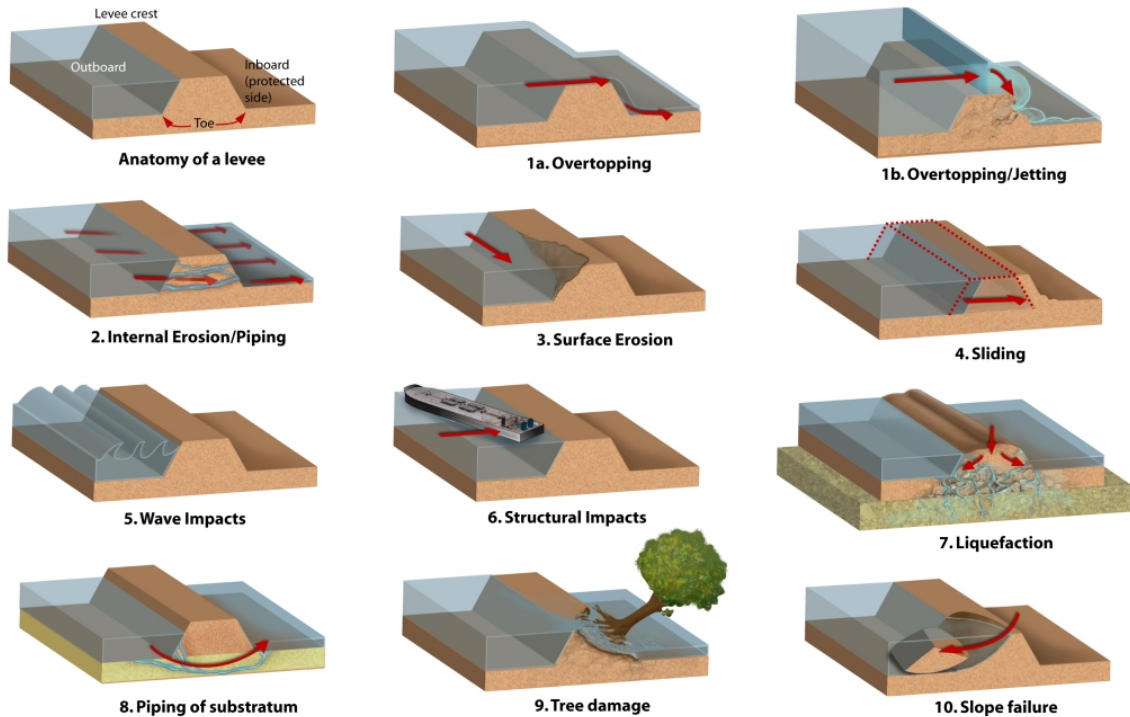 Levee crest
Outboard
Inboard
(protected
side)
Toe
Anatomy of a levee
1a. Overtopping
1b. Overtopping/Jetting
2. Internal Erosion/Piping
3. Surface Erosion
4. Sliding
5. Wave Impacts
6. Structural Impacts
7. Liquefaction
8. Piping of substratum
9. Tree damage
10. Slope failure